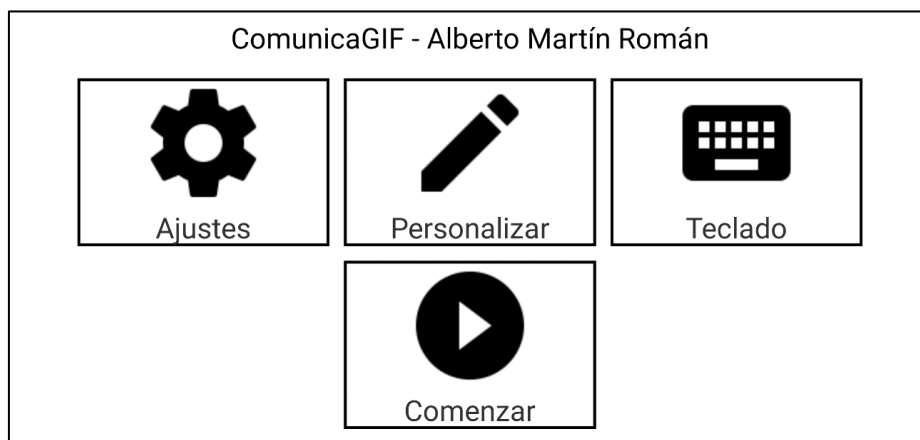 ComunicaGIF - Alberto Martín Román
Ajustes
Personalizar
Teclado
Comenzar